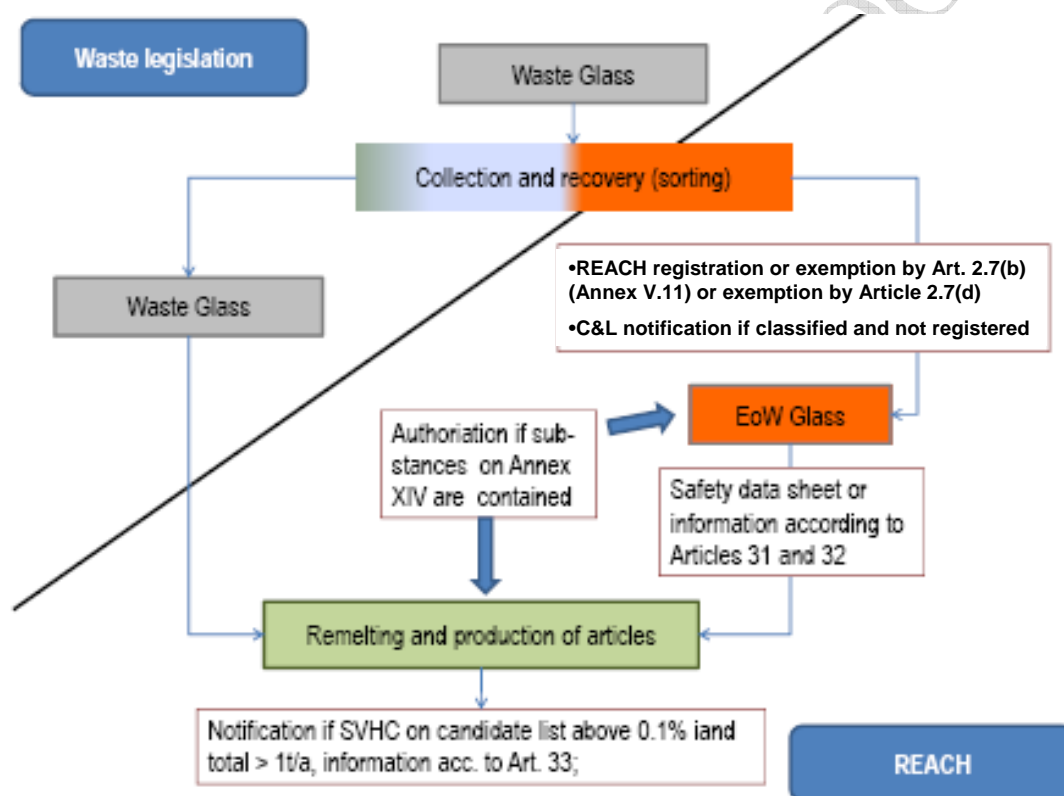 Waste legislation
Waste Glass
Collection and recovery (sorting)
•REACH registration or exemption by Art. 2.7(b)
(Annex V.11) or exemption by Article 2.7(d)
•C&L notification if classified and not registered
Waste Glass
EoW Glass
Authoriation if sub-
stances on Annex
XIV are contained
Safety data sheet or
information according to
Articles 31 and 32
Remelting and production of articles
Notification if SVHC on candidate list above 0.1% iand
total > 1t/a, information acc. to Art. 33;
REACH